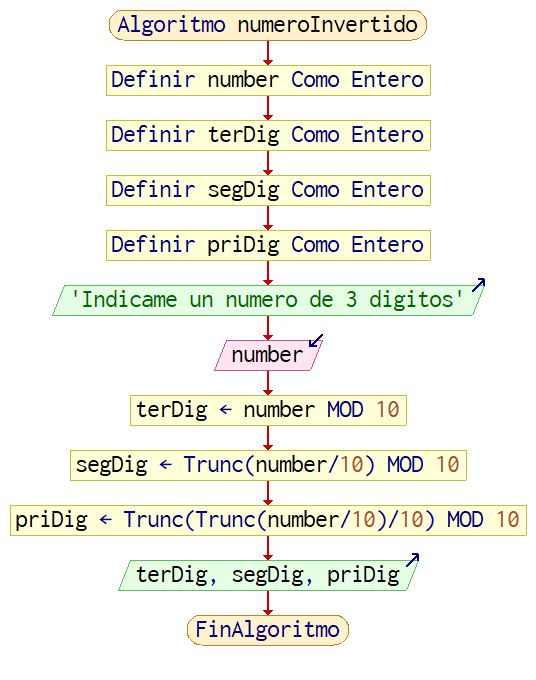 Algoritmo numeroInvertido
Definir number Como Entero
Definir terDig Como Entero
Definir segDig Como Entero
Definir priDig Como Entero
'Indicame un numero de 3 digitos'
number
terDig ← number MOD 10
segDig ← Trunc(number/10) MOD 10
priDig ← Trunc(Trunc(number/10)/10) MOD 10
terDig, segDig, priDig
FinAlgoritmo